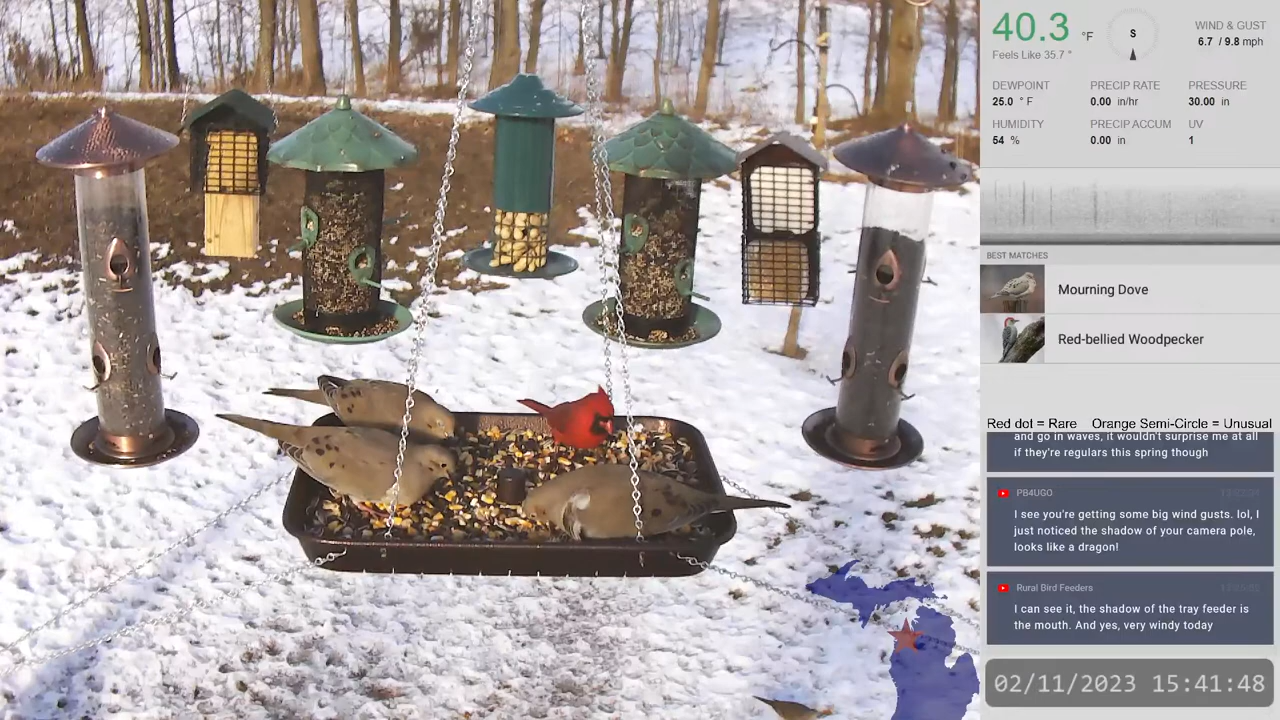 40.3 °F
Feels Like 35.7 °
S
WIND & GUST
6.7 / 9.8 mph
DEWPOINT PRECIP RATE PRESSURE
25.0 ° F 0.00 in/hr 30.00 in
HUMIDITY PRECIP ACCUM UV
54 % 0.00 in 1
BEST MATCHES
Mourning Dove
Red-bellied Woodpecker
Red dot = Rare Orange Semi-Circle = Unusual
and go in waves, it wouldn't surprise me at all
if they're regulars this spring though
PB4UGO
I see you're getting some big wind gusts. lol, I
just noticed the shadow of your camera pole,
looks like a dragon!
Rural Bird Feeders
I can see it, the shadow of the tray feeder is
the mouth. And yes, very windy today
02/11/2023 15:41:48